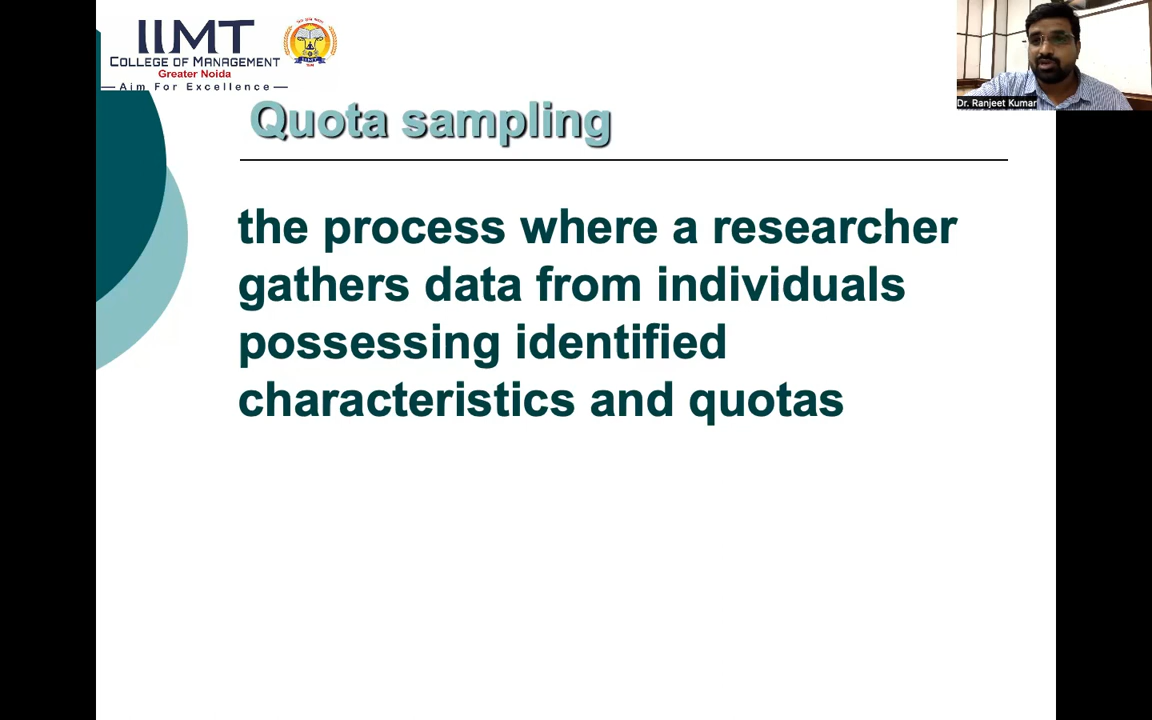 IIMT
COLLEGE OF MANAGEMENT
Greater Noida
Aim For Excellence
Dr. Ranjeet Kumar
Quota sampling
the process where a researcher
gathers data from individuals
possessing identified
characteristics and quotas